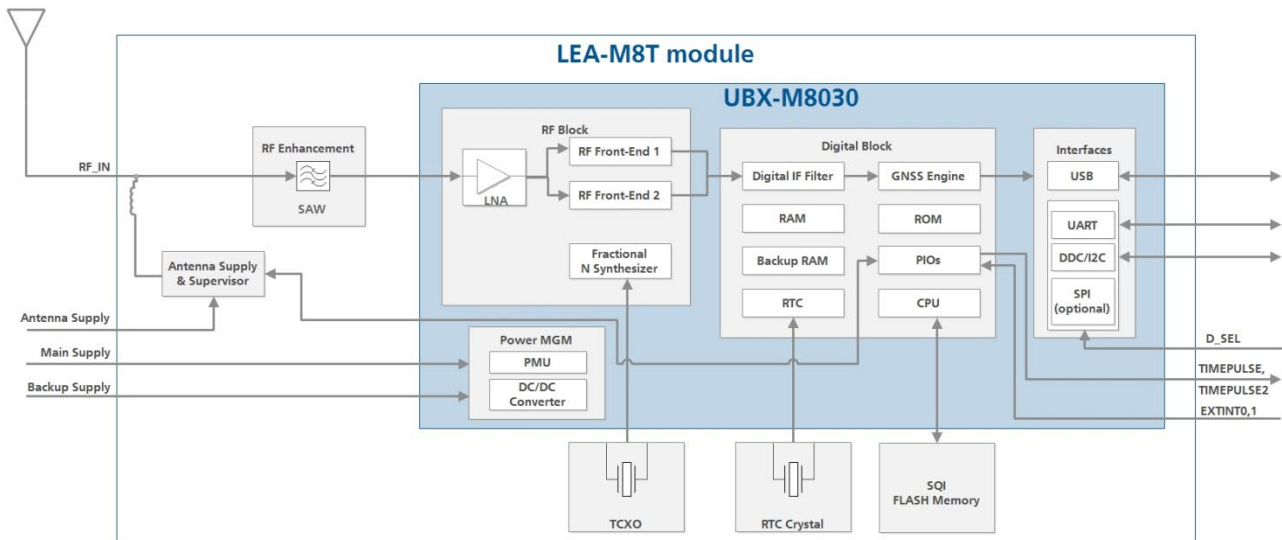 LEA-M8T module
UBX-M8030
RF_IN
RF Enhancement
SAW
RF Block
LNA
RF Front-End 1
RF Front-End 2
Fractional
N Synthesizer
Digital Block
Digital IF Filter
GNSS Engine
RAM
ROM
Backup RAM
PIOs
RTC
CPU
Interfaces
USB
UART
DDC/I2C
SPI
(optional)
Antenna Supply
& Supervisor
Antenna Supply
Main Supply
Backup Supply
Power MGM
PMU
DC/DC
Converter
D_SEL
TIMEPULSE,
TIMEPULSE2
EXTINT0,1
TCXO
RTC Crystal
SQI
FLASH Memory